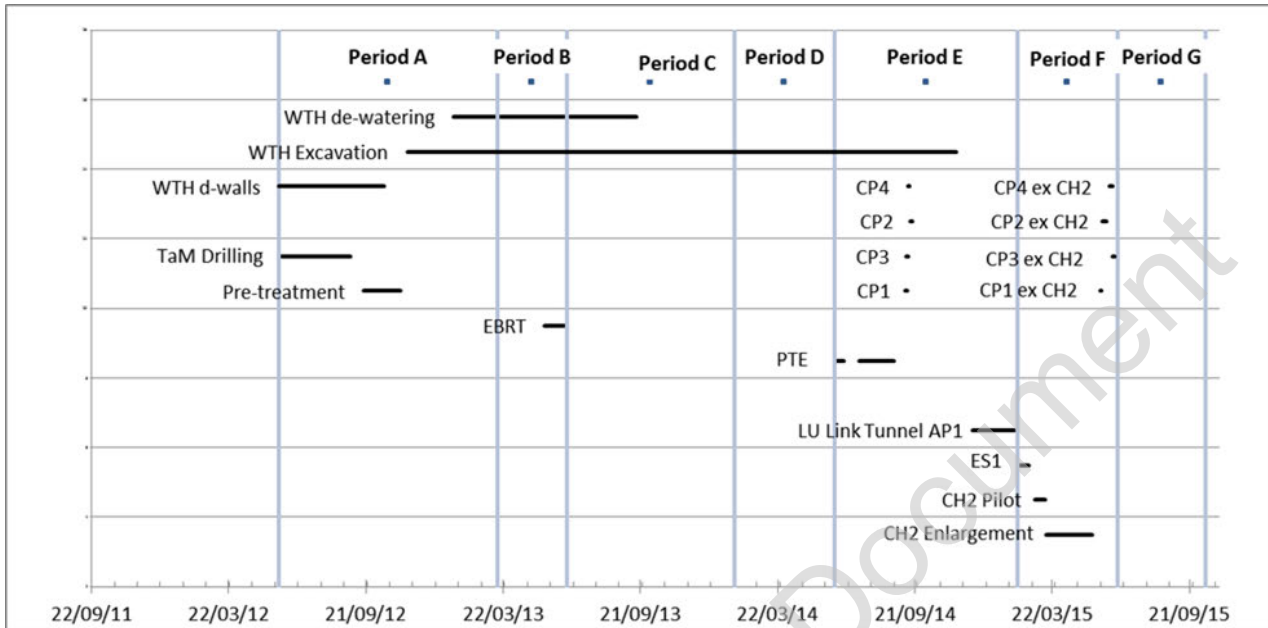 Period A Period B Period C Period D Period E Period F Period G
WTH de-watering
WTH Excavation
WTH d-walls CP4 CP4 ex CH2
CP2 CP2 ex CH2
TaM Drilling CP3 CP3 ex CH2
Pre-treatment CP1 CP1 ex CH2
EBRT
PTE
LU Link Tunnel AP1
ES1
CH2 Pilot
CH2 Enlargement
22/09/11 22/03/12 21/09/12 22/03/13 21/09/13 22/03/14 21/09/14 22/03/15 21/09/15
Document